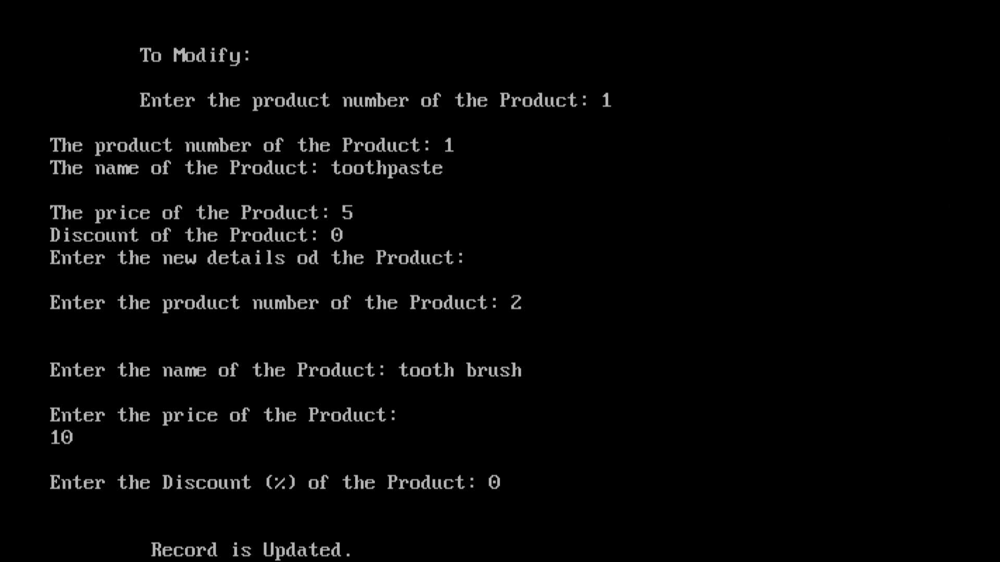 To Modify:
Enter the product number of the Product: 1
The product number of the Product: 1
The name of the Product: toothpaste
The price of the Product: 5
Discount of the Product: 0
Enter the new details od the Product:
Enter the product number of the Product: 2
Enter the name of the Product: tooth brush
Enter the price of the Product:
10
Enter the Discount (%) of the Product: 0
Record is Updated.